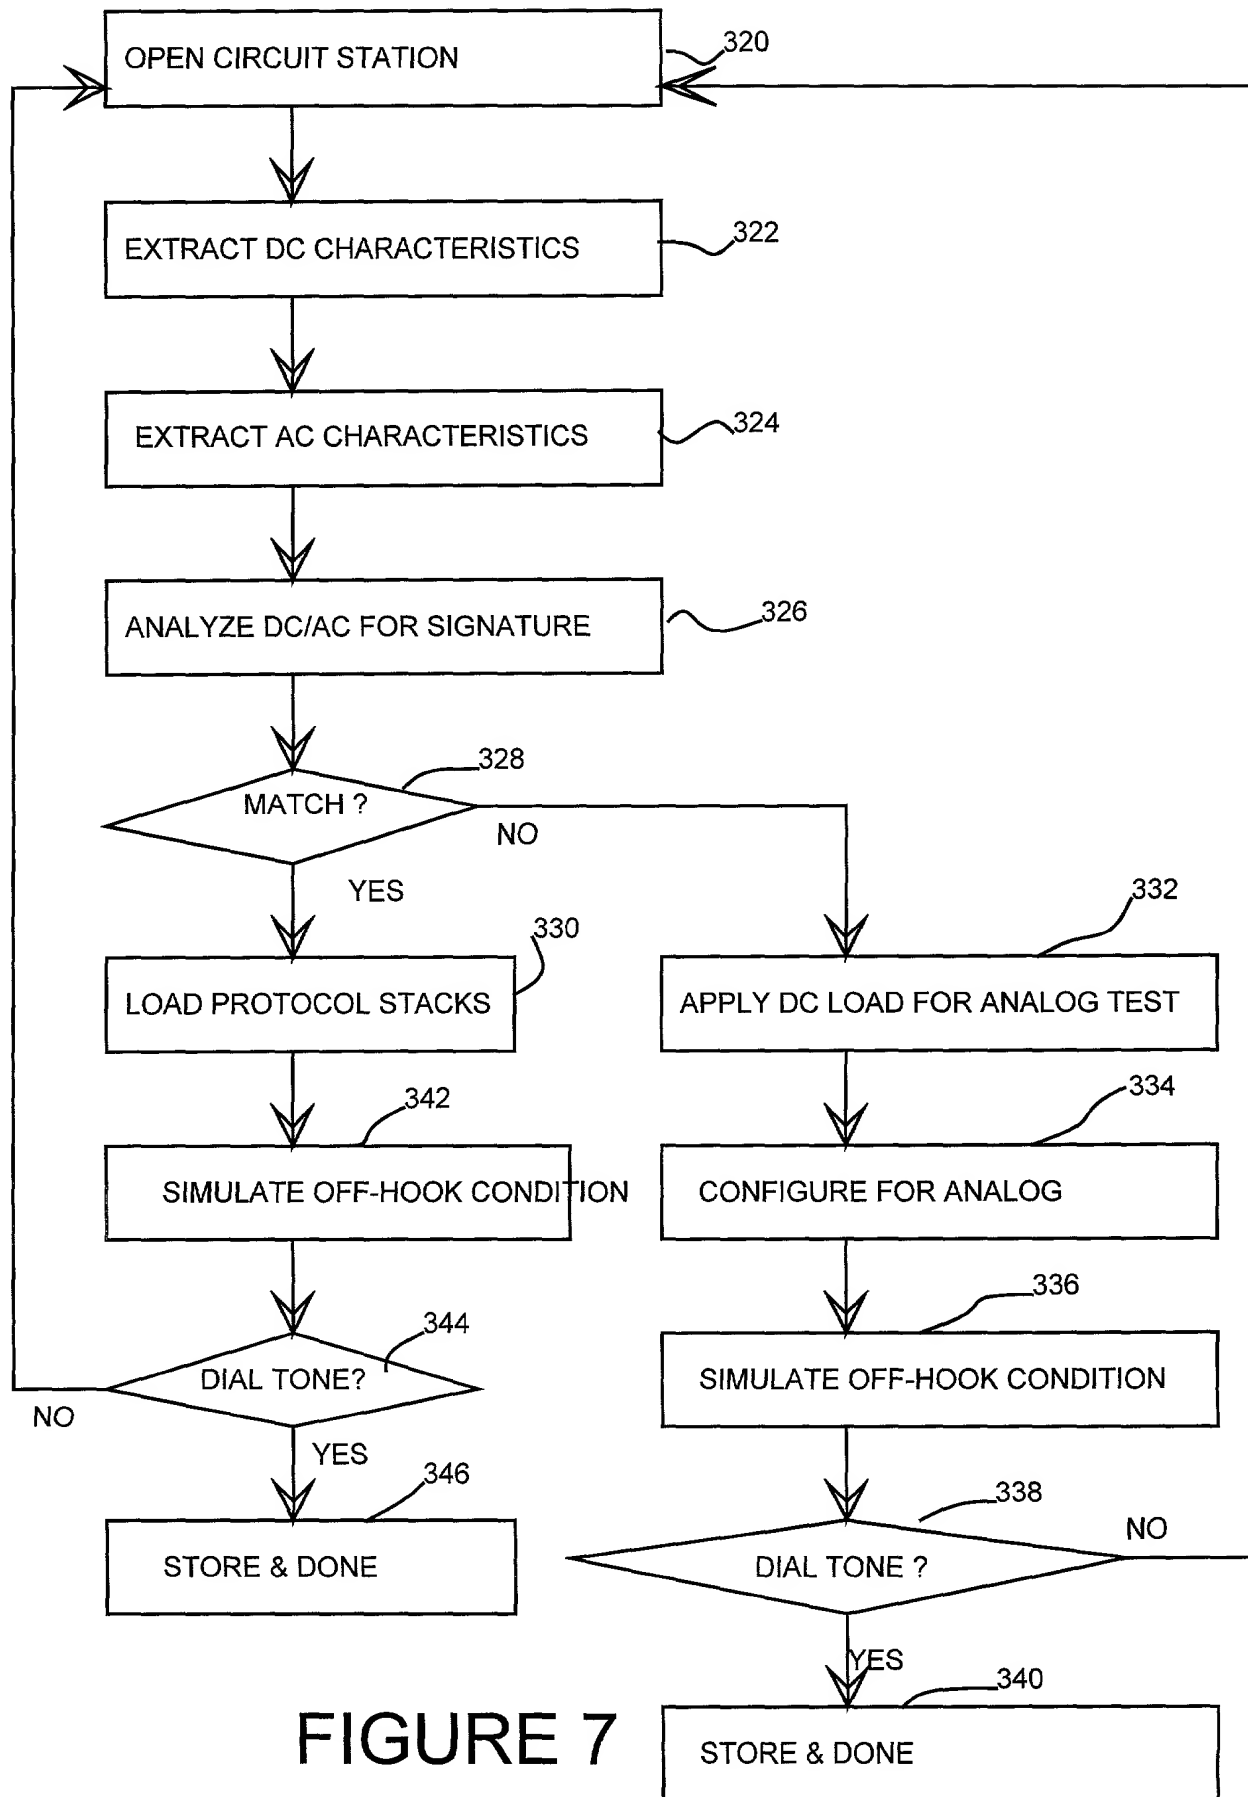 OPEN CIRCUIT STATION
320
EXTRACT DC CHARACTERISTICS
322
EXTRACT AC CHARACTERISTICS
324
ANALYZE DC/AC FOR SIGNATURE
326
328
MATCH ?
NO
YES
330
LOAD PROTOCOL STACKS
332
APPLY DC LOAD FOR ANALOG TEST
342
SIMULATE OFF-HOOK CONDITION
334
CONFIGURE FOR ANALOG
344
DIAL TONE?
NO
YES
336
SIMULATE OFF-HOOK CONDITION
346
STORE & DONE
338
DIAL TONE ?
NO
YES
340
STORE & DONE
FIGURE 7